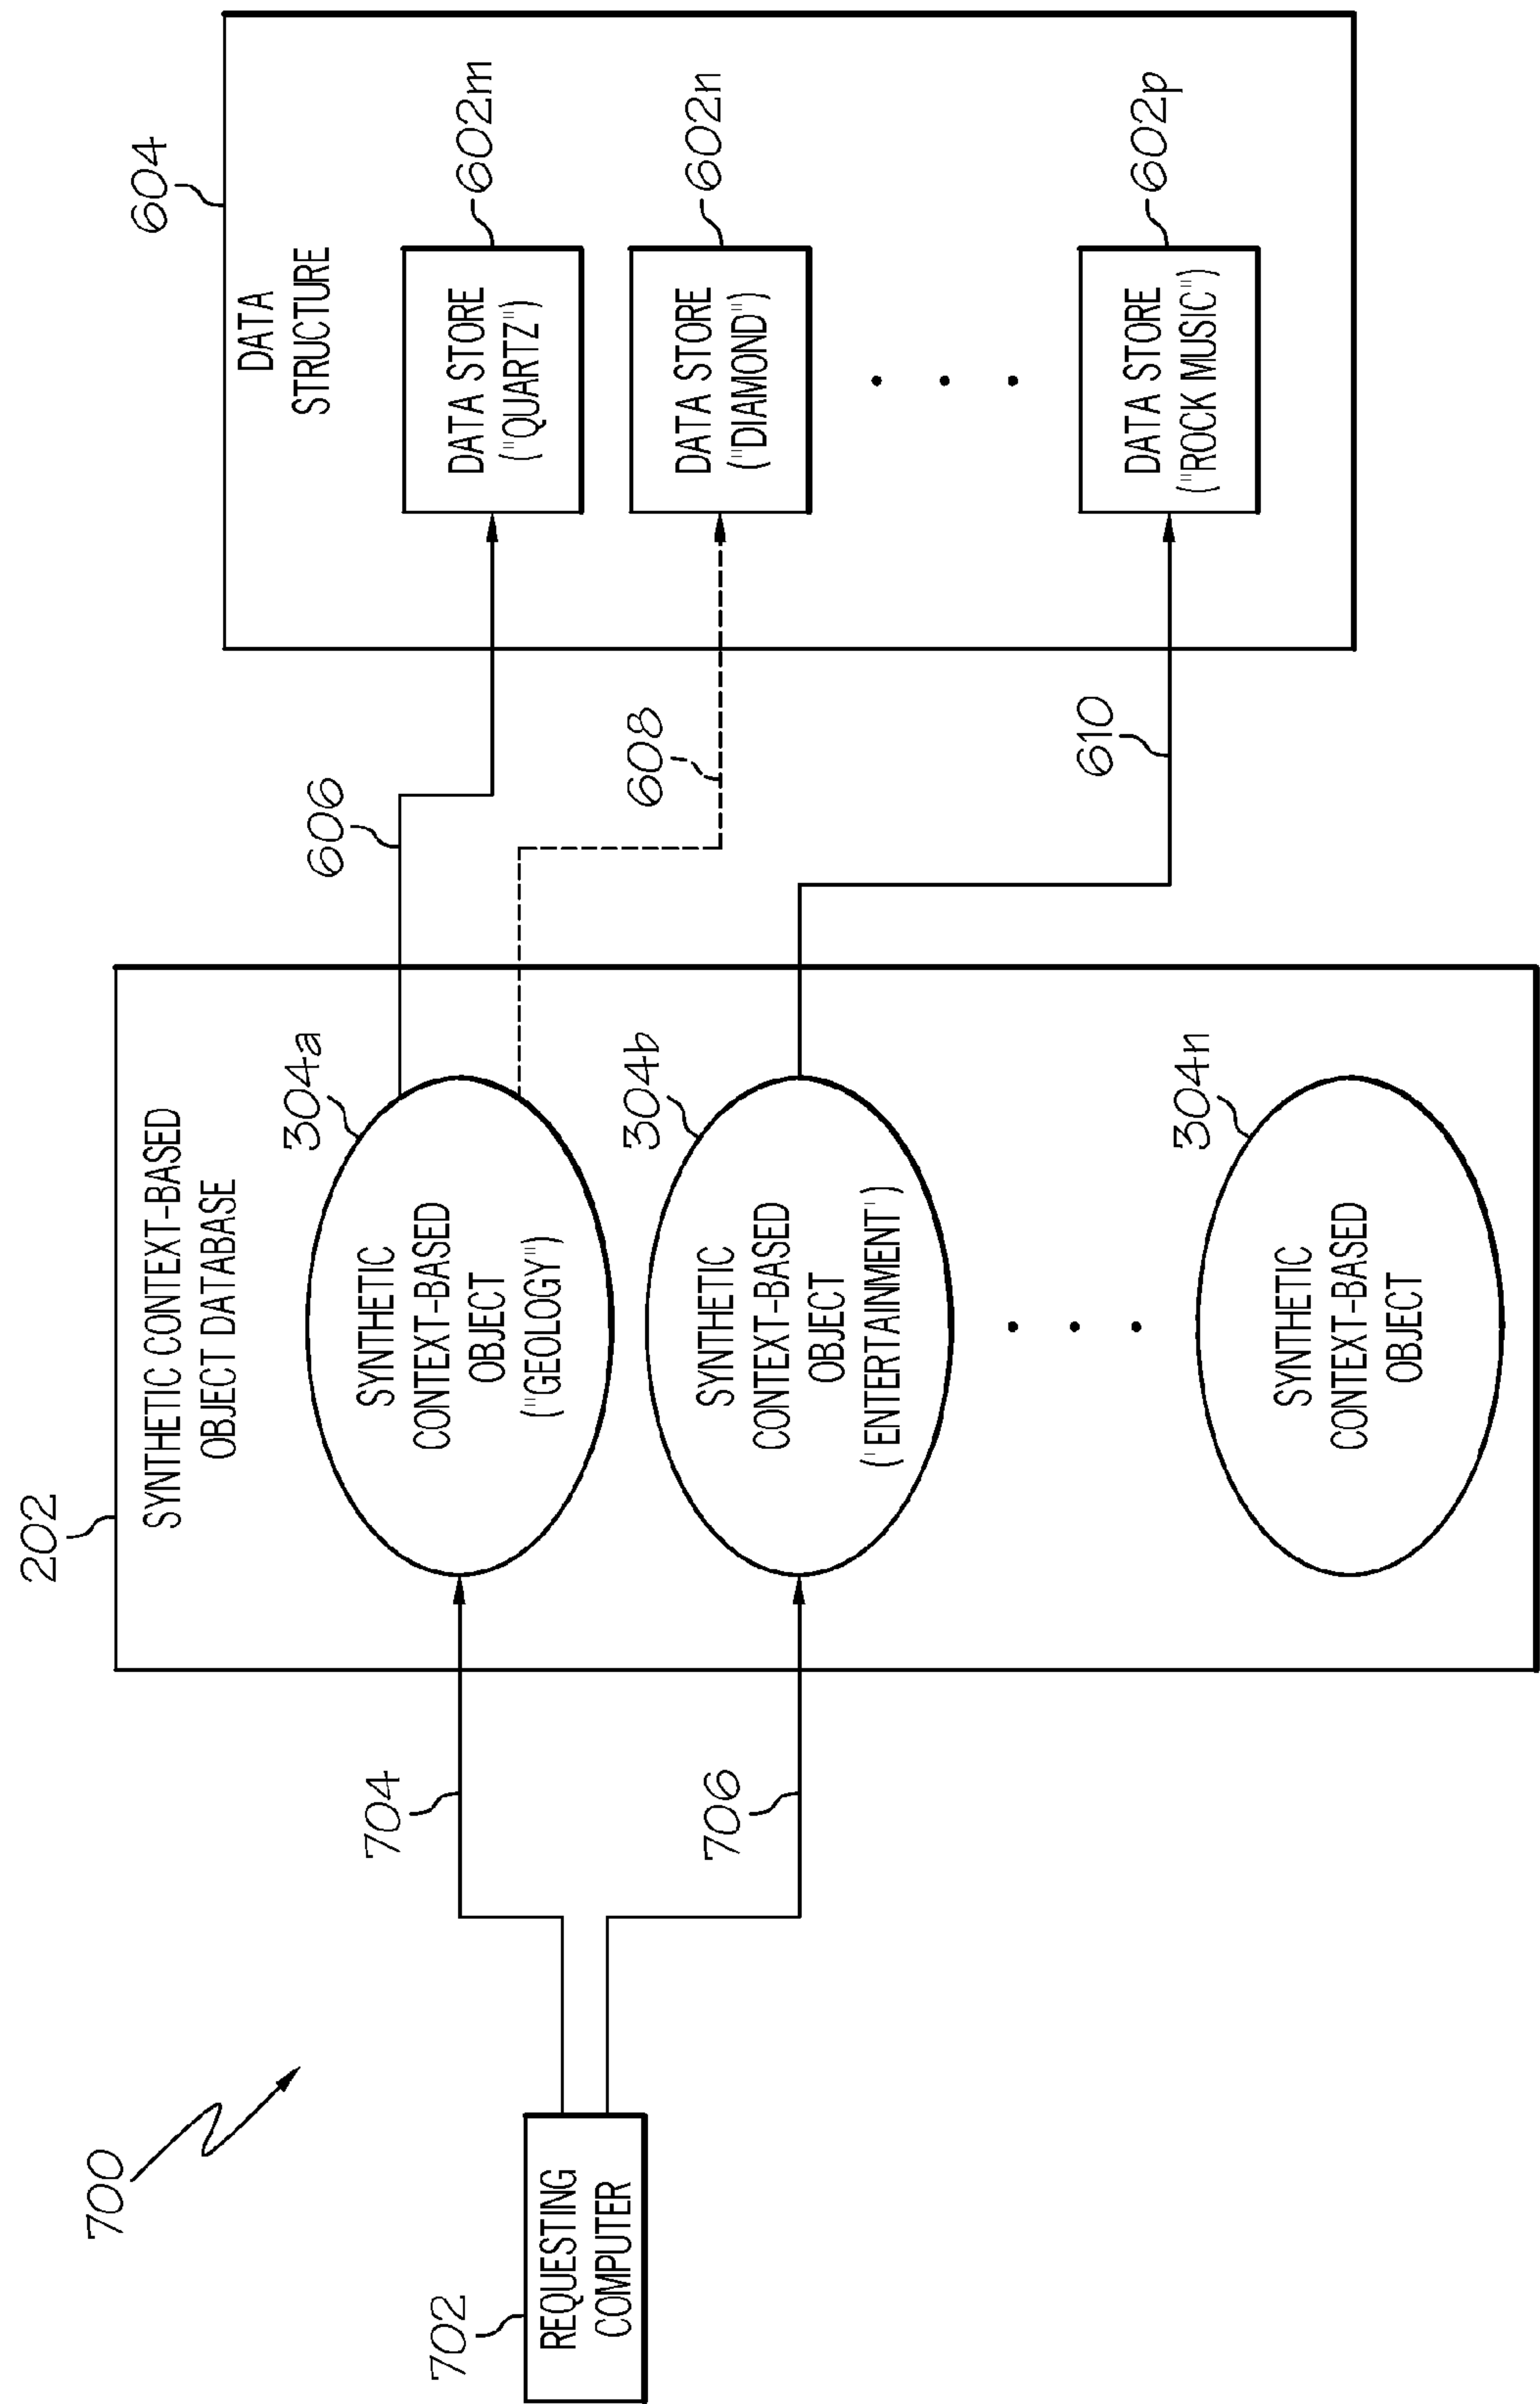 700
702
REQUESTING
COMPUTER
704
706
202
SYNTHETIC CONTEXT-BASED
OBJECT DATABASE
304a
SYNTHETIC
CONTEXT-BASED
OBJECT
("GEOLOGY")
304b
SYNTHETIC
CONTEXT-BASED
OBJECT
('ENTERTAINMENT')
304n
SYNTHETIC
CONTEXT-BASED
OBJECT
606
608
610
604
DATA
STRUCTURE
DATA STORE
("QUARTZ")
602m
DATA STORE
("DIAMOND")
602n
DATA STORE
("ROCK MUSIC")
602p